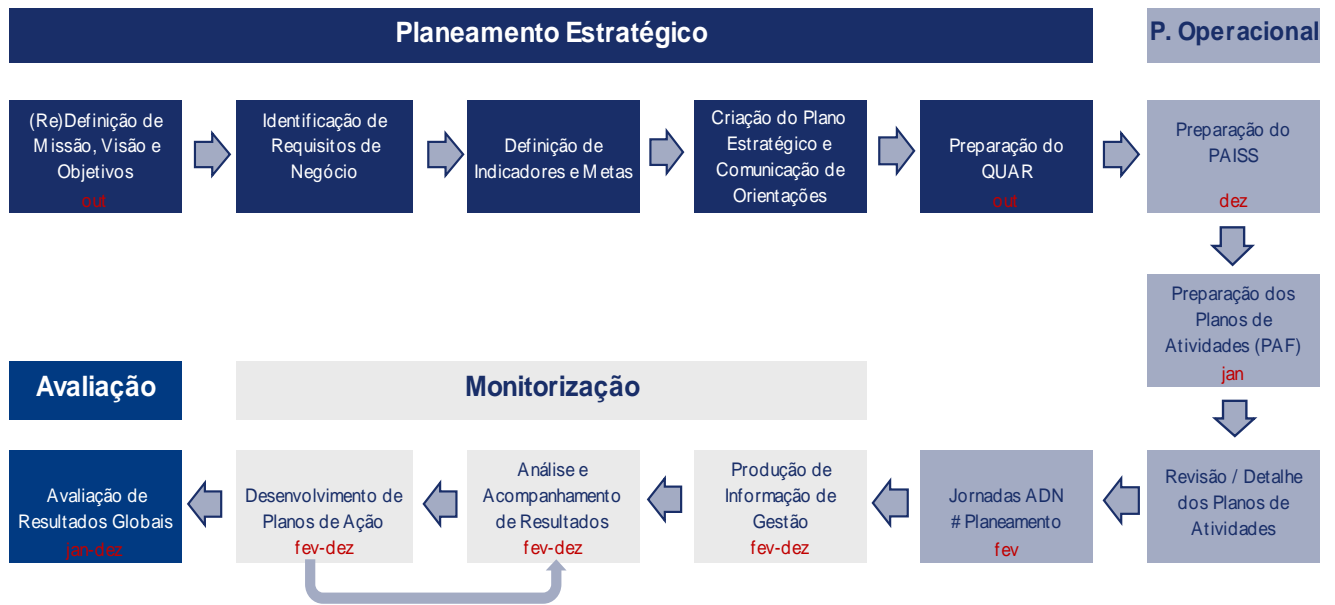 Planeamento Estratégico
P. Operacional
(Re)Definição de
Missão, Visão e
Objetivos
out
Identificação de
Requisitos de
Negócio
Definição de
Indicadores e Metas
Criação do Plano
Estratégico e
Comunicação de
Orientações
Preparação do
QUAR
out
Preparação do
PAISS
dez
Preparação dos
Planos de
Atividades (PAF)
jan
Avaliação
Monitorização
Avaliação de
Resultados Globais
jan-dez
Desenvolvimento de
Planos de Ação
fev-dez
Análise e
Acompanhamento
de Resultados
fev-dez
Produção de
Informação de
Gestão
fev-dez
Jornadas ADN
# Planeamento
fev
Revisão / Detalhe
dos Planos de
Atividades